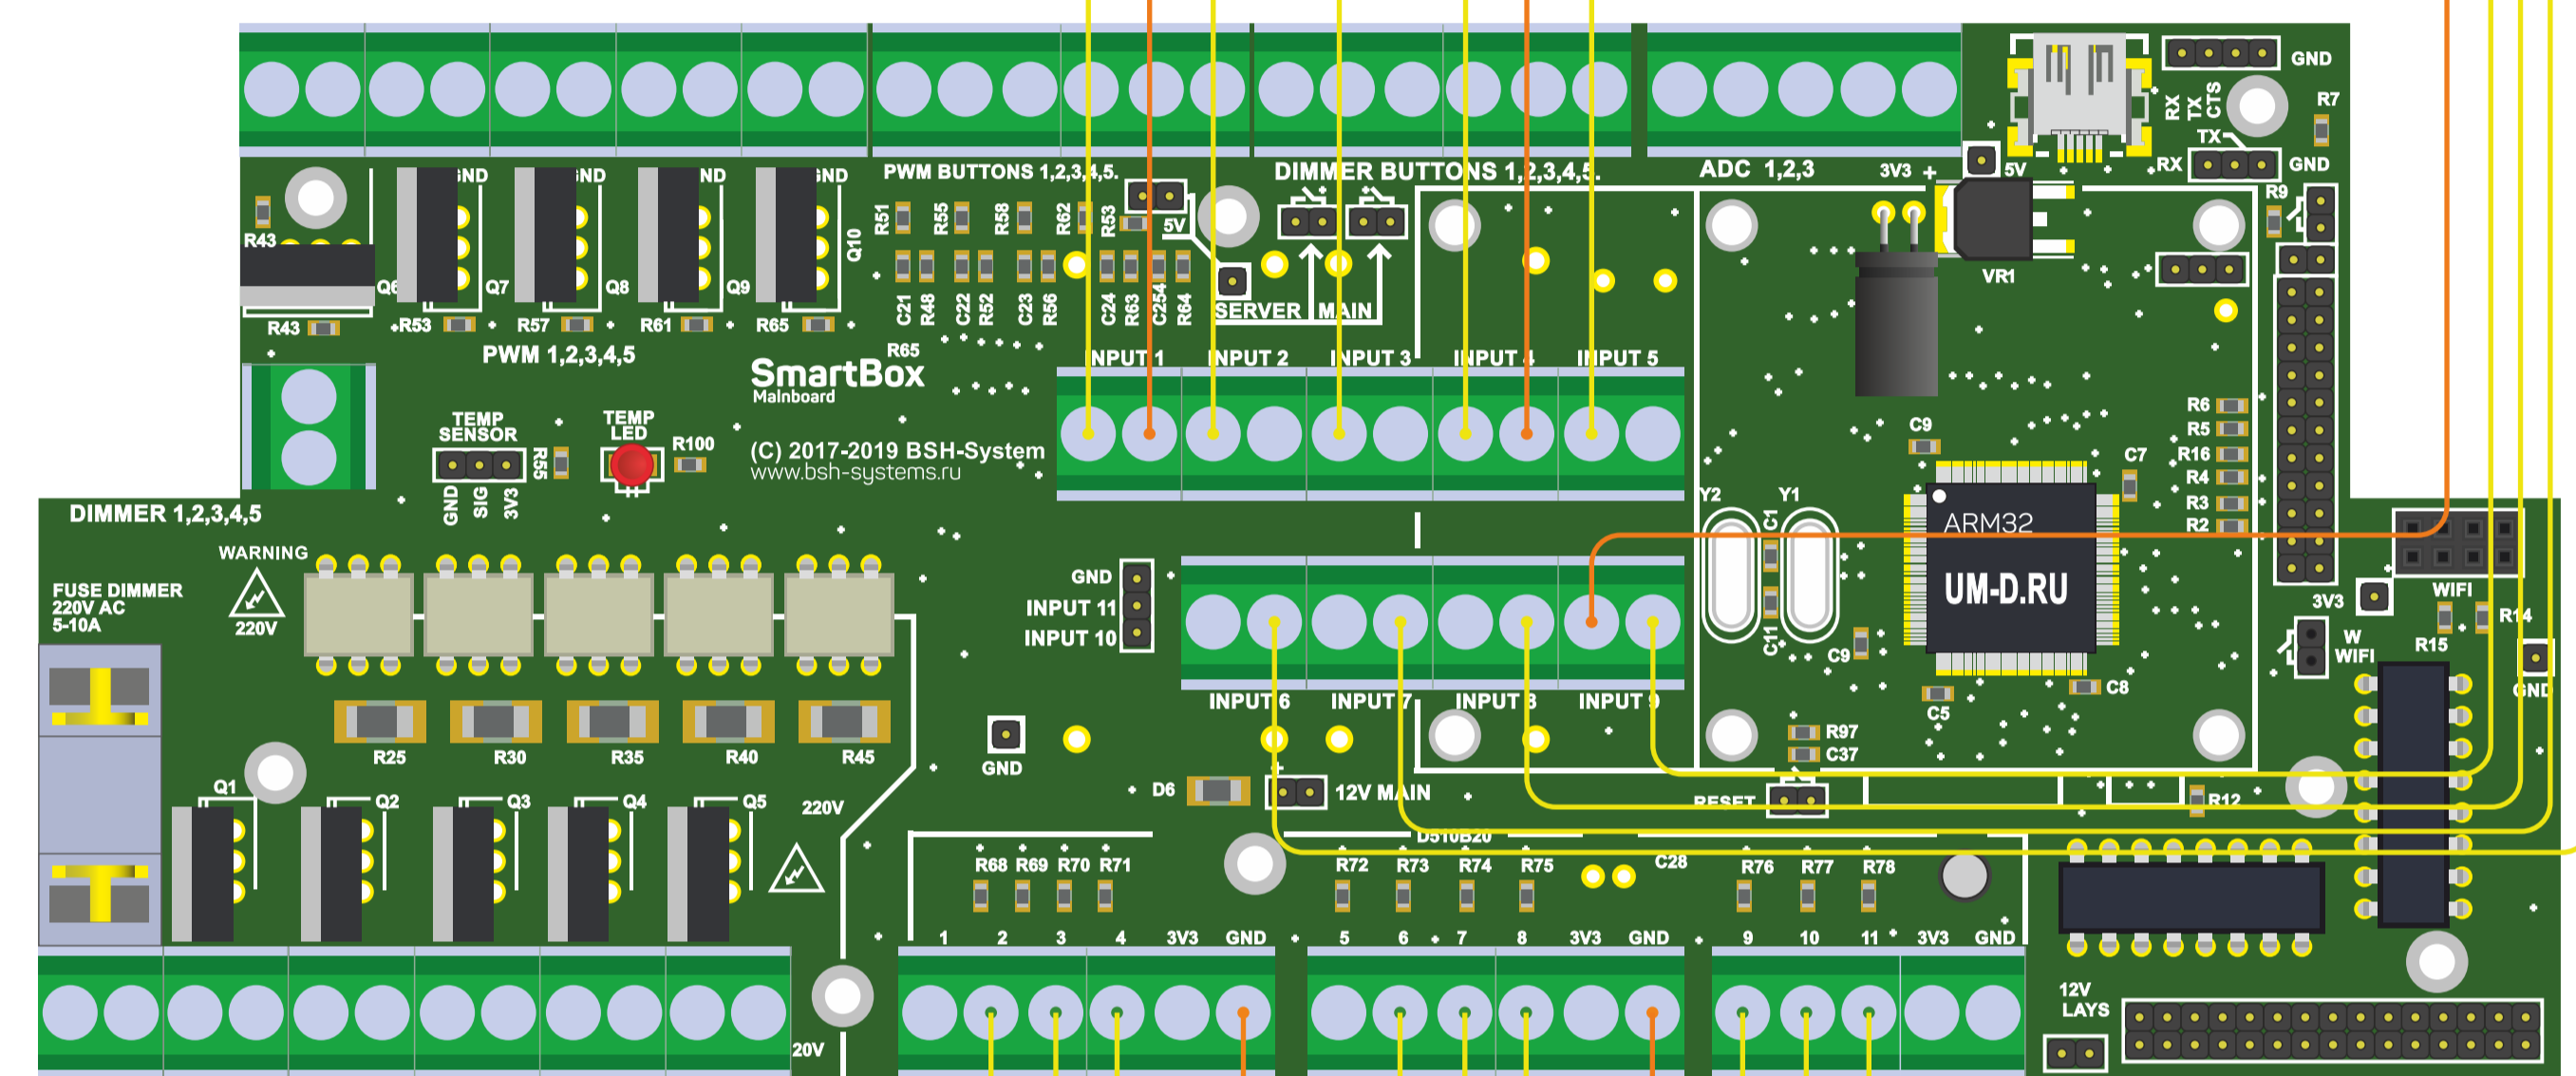 GND
RX
TX
CTS
R7
TX
RX
GND
PWM BUTTONS 1,2,3,4,5.
DIMMER BUTTONS 1,2,3,4,5.
ADC 1,2,3
3V3 +
5V
GND
GND
ND
GND
R43
R51
R55
R58
R62
R53
5V
R9
Q6
Q7
Q8
Q9
Q10
VR1
C21
R48
C22
R52
C23
R56
C24
R63
C254
R64
SERVER
MAIN
R43
R53
R57
R61
R65
PWM 1,2,3,4,5
R65
SmartBox
Mainboard
INPUT 1
INPUT 2
INPUT 3
INPUT 4
INPUT 5
TEMP
SENSOR
TEMP
LED
R100
R55
GND
SIG
3V3
(C) 2017-2019 BSH-System
www.bsh-systems.ru
R6
R5
R16
R4
R3
R2
C9
C7
Y2
Y1
C1
ARM32
UM-D.RU
DIMMER 1,2,3,4,5
WARNING
FUSE DIMMER
220V AC
5-10A
220V
GND
INPUT 11
INPUT 10
WIFI
3V3
R14
W
WIFI
R15
C11
C9
GND
C8
C5
INPUT 6
INPUT 7
INPUT 8
INPUT 9
R25
R30
R35
R40
R45
GND
R97
C37
D6
12V MAIN
RESET
R12
Q1
Q2
Q3
Q4
Q5
220V
D510B20
R68
R69
R70
R71
R72
R73
R74
R75
C28
R76
R77
R78
1
2
3
4
3V3
GND
5
6
7
8
3V3
GND
9
10
11
3V3
GND
12V
LAYS
20V